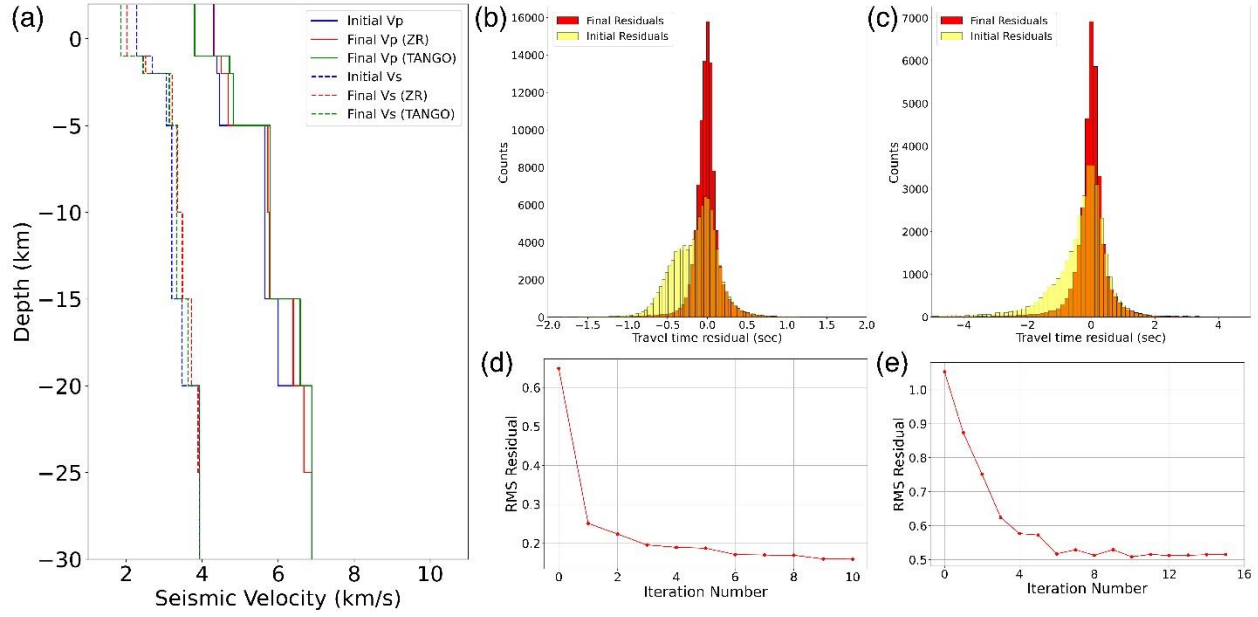 (a)
Initial Vp
Final Vp (ZR)
Final Vp (TANGO)
Initial Vs
Final Vs (ZR)
Final Vs (TANGO)
0
−5
−10
−15
−20
−25
−30
Depth (km)
2 4 6 8 10
Seismic Velocity (km/s)
(b)
Final Residuals
Initial Residuals
16000
14000
12000
10000
8000
6000
4000
2000
0
Counts
−2.0 −1.5 −1.0 −0.5 0.0 0.5 1.0 1.5 2.0
Travel time residual (sec)
(c)
Final Residuals
Initial Residuals
7000
6000
5000
4000
3000
2000
1000
0
Counts
−4 −2 0 2 4
Travel time residual (sec)
(d)
0.6
0.5
0.4
0.3
0.2
RMS Residual
0 2 4 6 8 10
Iteration Number
(e)
1.0
0.9
0.8
0.7
0.6
0.5
RMS Residual
0 4 8 12 16
Iteration Number